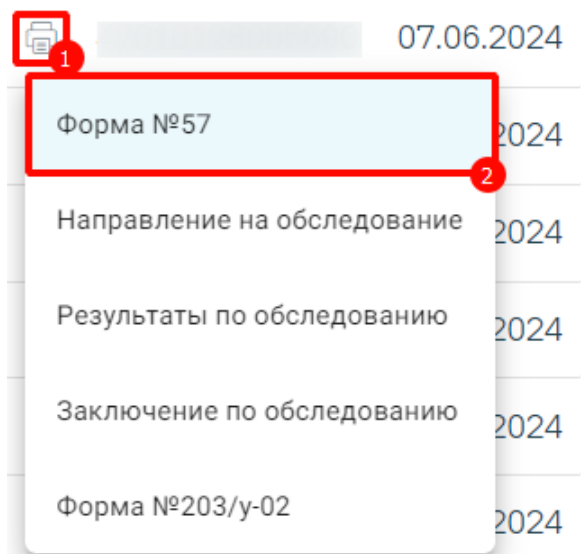 1 07.06.2024
Форма №57
2024
2
Направление на обследование
2024
Результаты по обследованию
2024
Заключение по обследованию
2024
Форма №203/у-02
2024